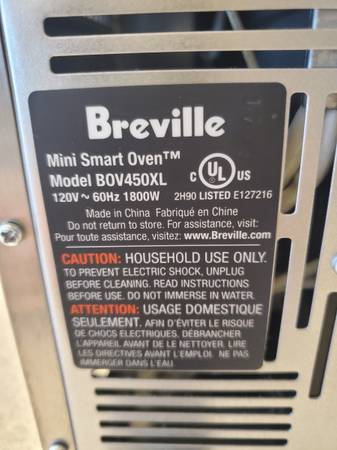 Breville
Mini Smart Oven™
Model BOV450XL
120V ~ 60Hz 1800W
C UL US
2H90 LISTED E127216
Made in China Fabriqué en Chine
Do not return to store. For assistance, visit:
Pour toute assistance, visitez: www.Breville.com
CAUTION: HOUSEHOLD USE ONLY.
TO PREVENT ELECTRIC SHOCK, UNPLUG
BEFORE CLEANING. READ INSTRUCTIONS
BEFORE USE. DO NOT IMMERSE IN WATER.
ATTENTION: USAGE DOMESTIQUE
SEULEMENT. AFIN D'ÉVITER LE RISQUE
DE CHOCS ELECTRIQUES. DÉBRANCHER
L'APPAREIL AVANT DE LE NETTOYER. LIRE
LES DIRECTIVES AVANT L'EMPLOI. NE PAS
IMMERGER DANS L'EAU